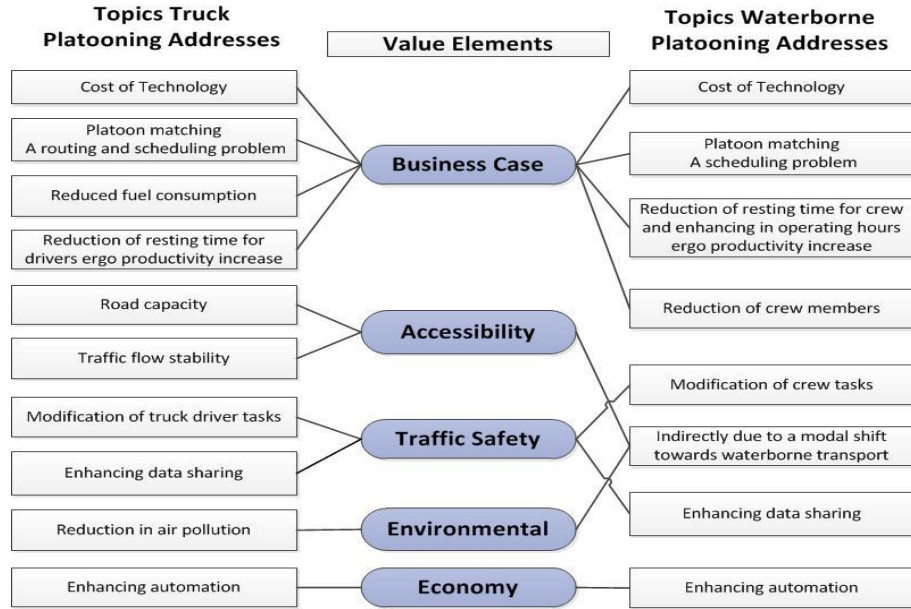 Topics Truck
Platooning Addresses
Value Elements
Topics Waterborne
Platooning Addresses
Cost of Technology
Platoon matching
A routing and scheduling problem
Reduced fuel consumption
Reduction of resting time for
drivers ergo productivity increase
Road capacity
Traffic flow stability
Modification of truck driver tasks
Enhancing data sharing
Reduction in air pollution
Enhancing automation
Business Case
Accessibility
Traffic Safety
Environmental
Economy
Cost of Technology
Platoon matching
A scheduling problem
Reduction of resting time for crew
and enhancing in operating hours
ergo productivity increase
Reduction of crew members
Modification of crew tasks
Indirectly due to a modal shift
towards waterborne transport
Enhancing data sharing
Enhancing automation